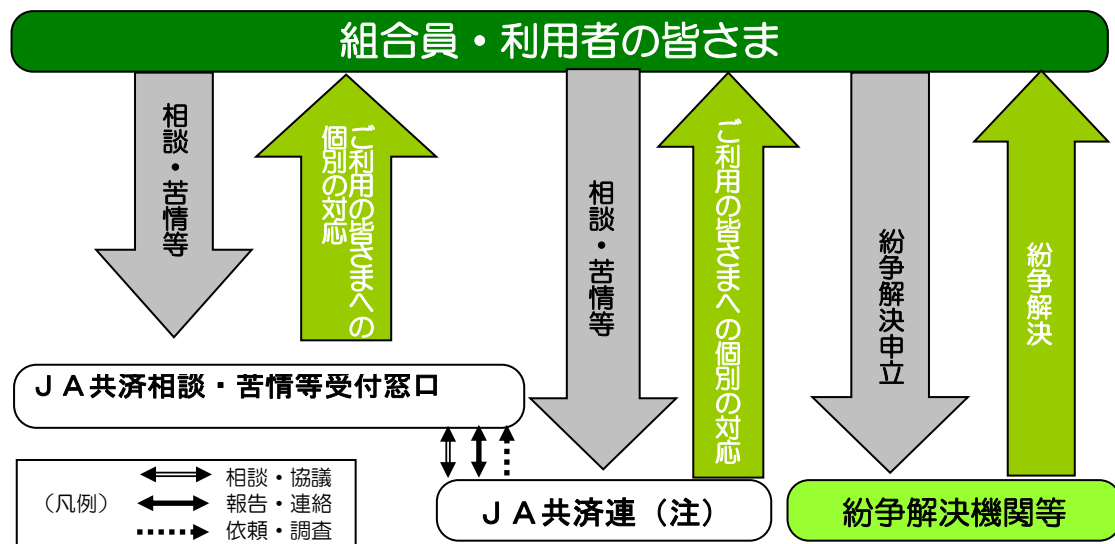 組合員・利用者の皆さま
相談・苦情等
ご利用の皆さまへの
個別の対応
相談・苦情等
ご利用の皆さまへの個別の対応
紛争解決申立
紛争解決
ＪＡ共済相談・苦情等受付窓口
（凡例）
相談・協議
報告・連絡
依頼・調査
ＪＡ共済連（注）
紛争解決機関等